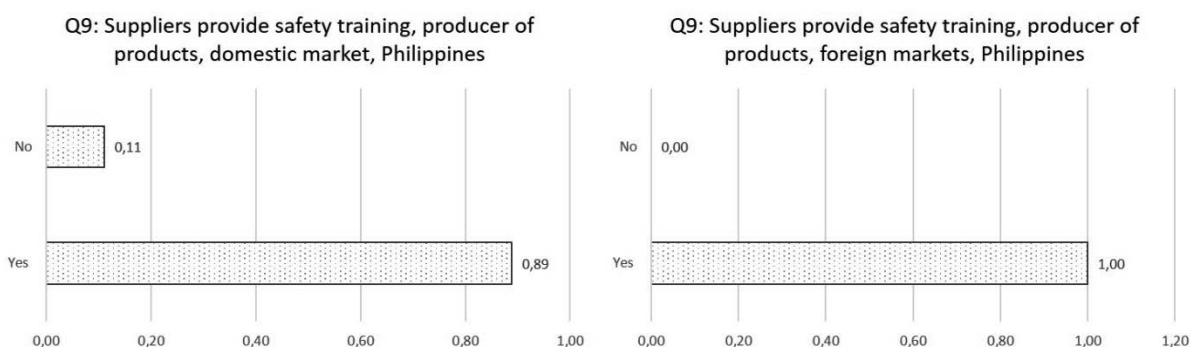 Q9: Suppliers provide safety training, producer of
products, domestic market, Philippines
No
0,11
Yes
0,89
0,00
0,20
0,40
0,60
0,80
1,00
Q9: Suppliers provide safety training, producer of
products, foreign markets, Philippines
No
0,00
Yes
1,00
0,00
0,20
0,40
0,60
0,80
1,00
1,20